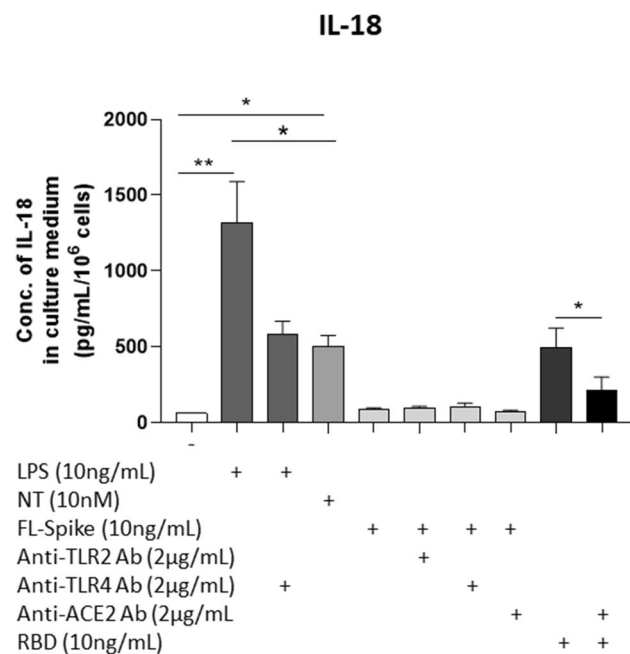 IL-18
2000
1500
1000
500
0
Conc. of IL-18
in culture medium
(pg/mL/10⁶ cells)
*
*
**
*
-
LPS (10ng/mL) + +
NT (10nM) +
FL-Spike (10ng/mL) + + + +
Anti-TLR2 Ab (2µg/mL) +
Anti-TLR4 Ab (2µg/mL) + +
Anti-ACE2 Ab (2µg/mL + +
RBD (10ng/mL) + +